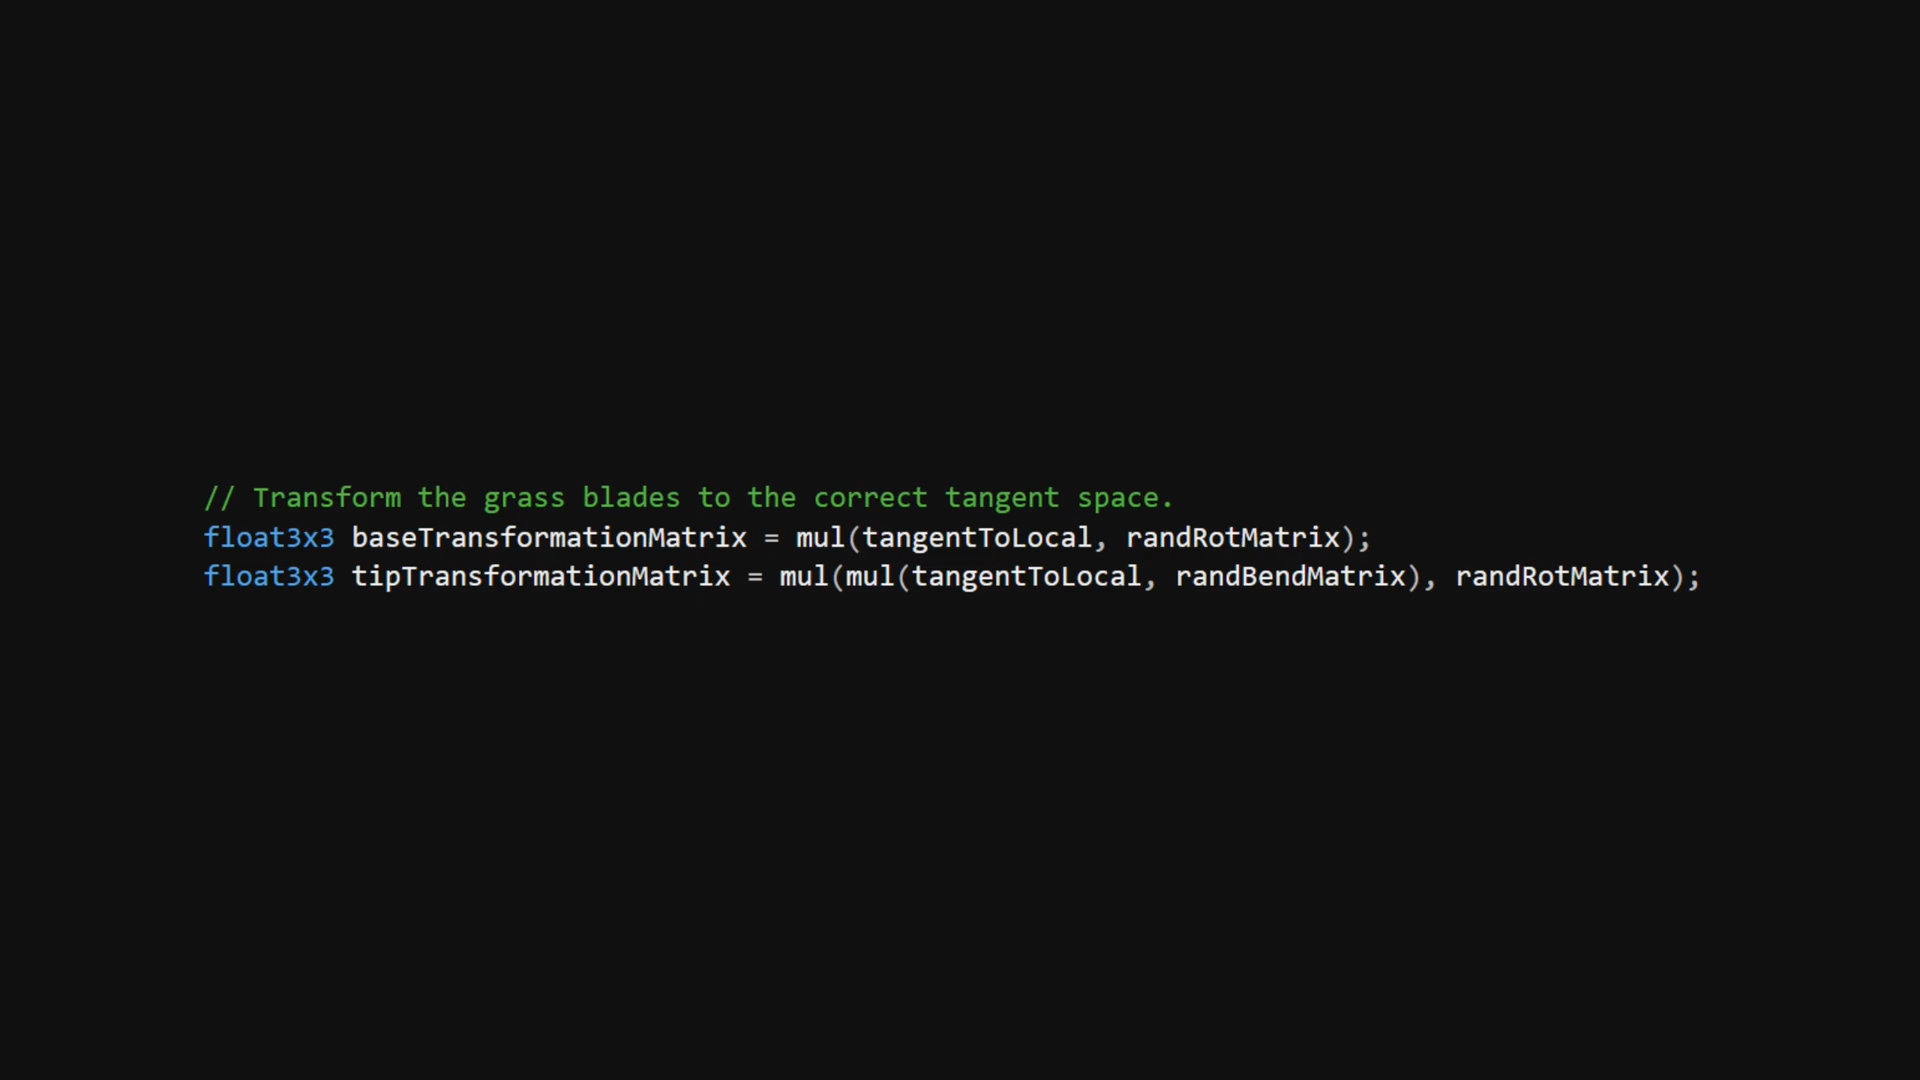 // Transform the grass blades to the correct tangent space.
float3x3 baseTransformationMatrix = mul(tangentToLocal, randRotMatrix);
float3x3 tipTransformationMatrix = mul(mul(tangentToLocal, randBendMatrix), randRotMatrix);